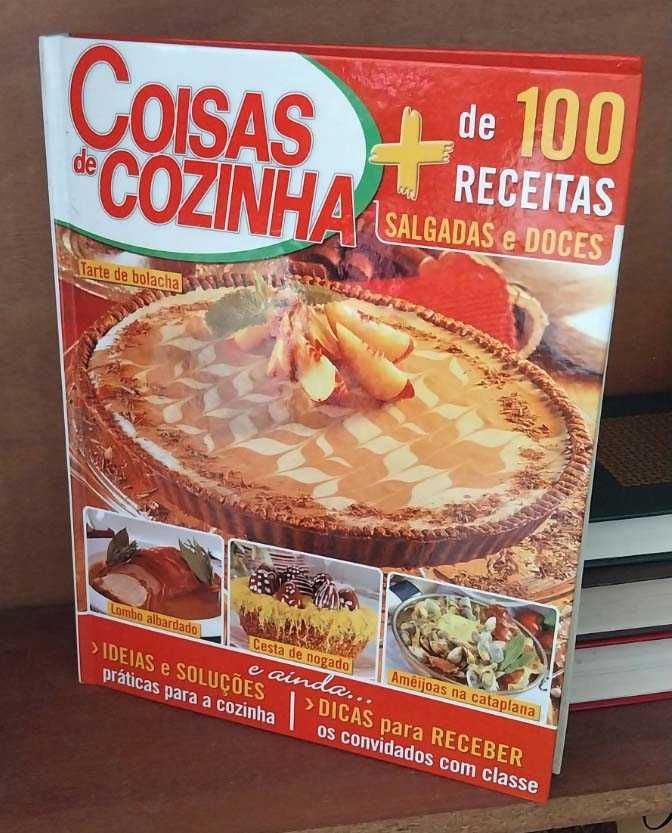 COISAS
de COZINHA
+ de 100
RECEITAS
SALGADAS e DOCES
Tarte de bolacha
Lombo albardado
Cesta de nogado
Amêijoas na cataplana
e ainda...
› IDEIAS e SOLUÇÕES
práticas para a cozinha
› DICAS para RECEBER
os convidados com classe